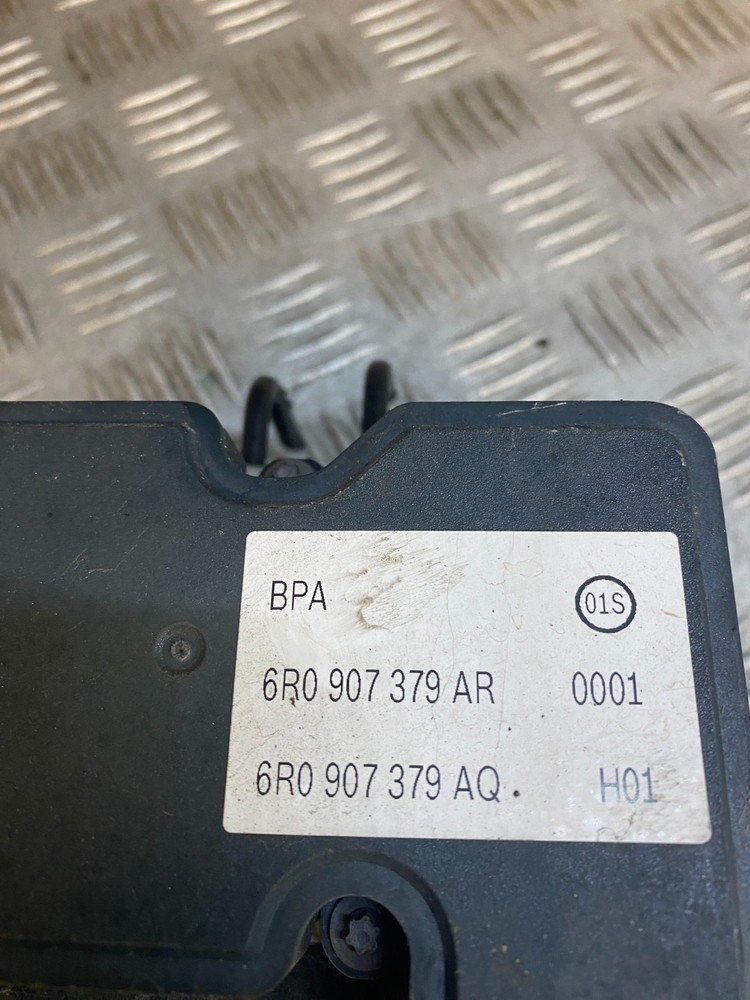 BPA 01S
6R0 907 379 AR 0001
6R0 907 379 AQ. H01